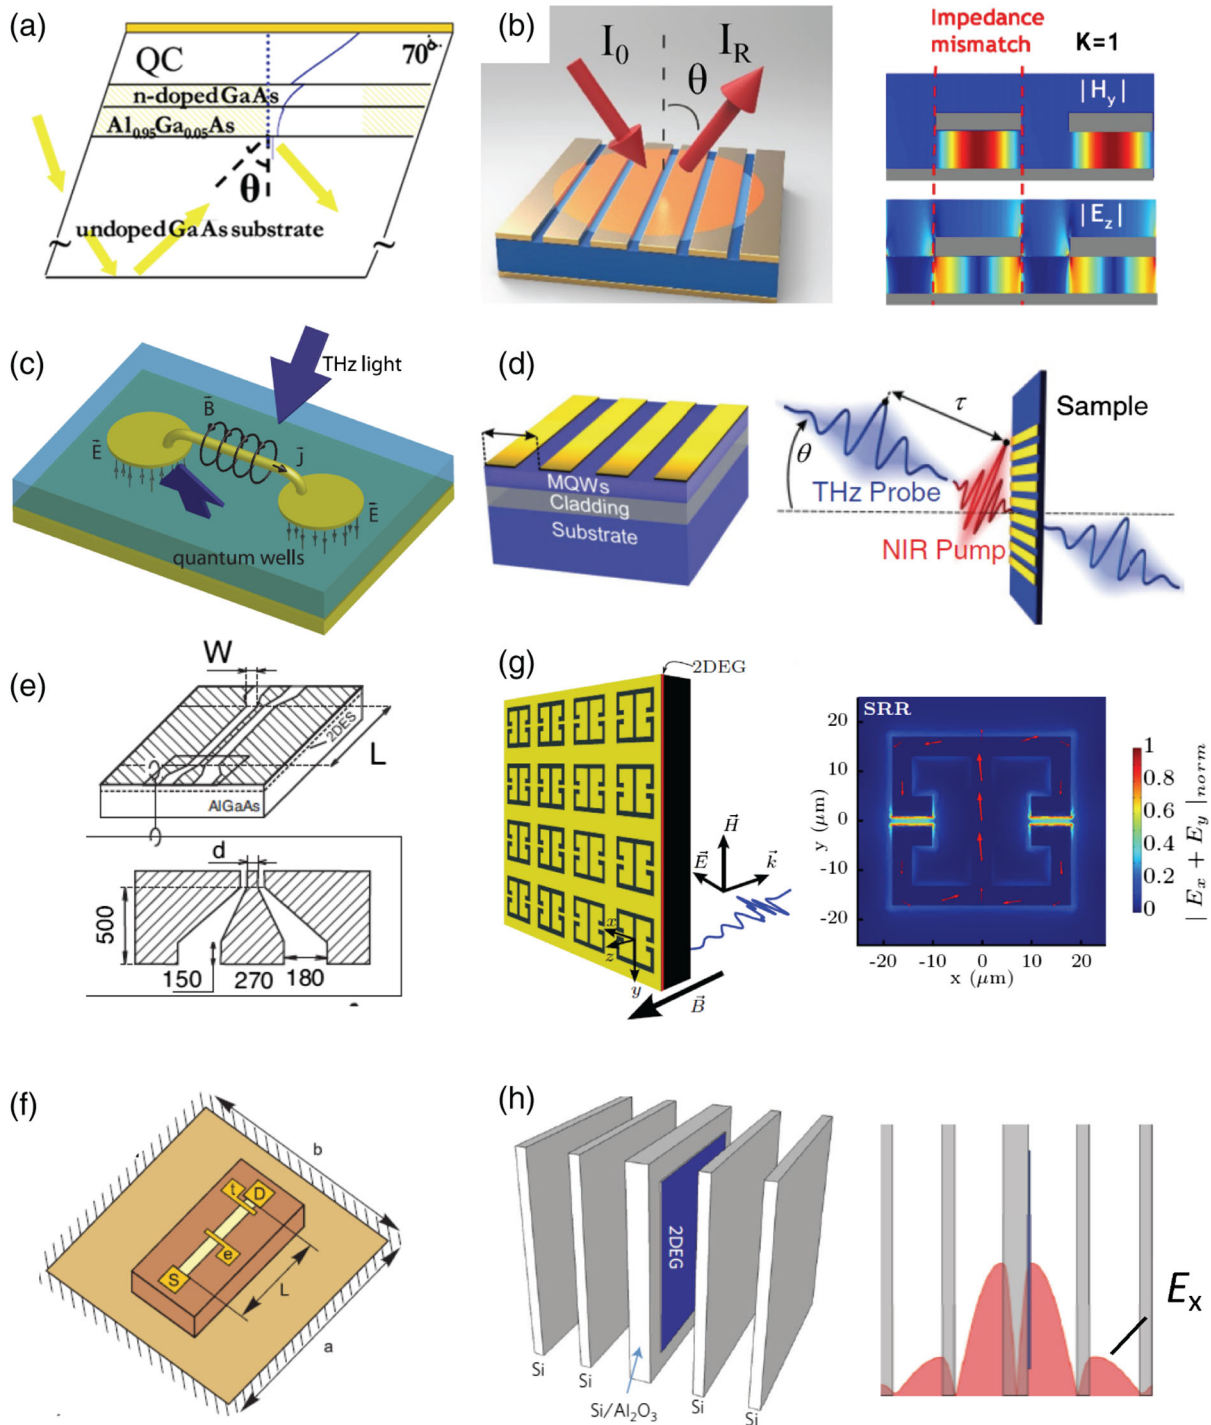 (a)
70°
d.
QC
n-doped GaAs
Al0.95Ga0.05As
θ
undoped GaAs substrate
(b)
I0
IR
θ
Impedance
mismatch
K=1
|Hy|
|Ez|
(c)
THz light
B
E
J
E
quantum wells
(d)
MQWs
Cladding
Substrate
τ
θ
Sample
THz Probe
NIR Pump
(e)
W
2DES
L
AlGaAs
d
500
150
270
180
(g)
2DEG
H
E
k
x
z
y
B
SRR
20
10
0
-10
-20
y (μm)
-20
-10
0
10
20
x (μm)
1
0.8
0.6
0.4
0.2
0
| Ex + Ey |norm
(f)
b
t
D
e
S
L
a
(h)
2DEG
Si
Si
Si/Al2O3
Si
Si
Ex